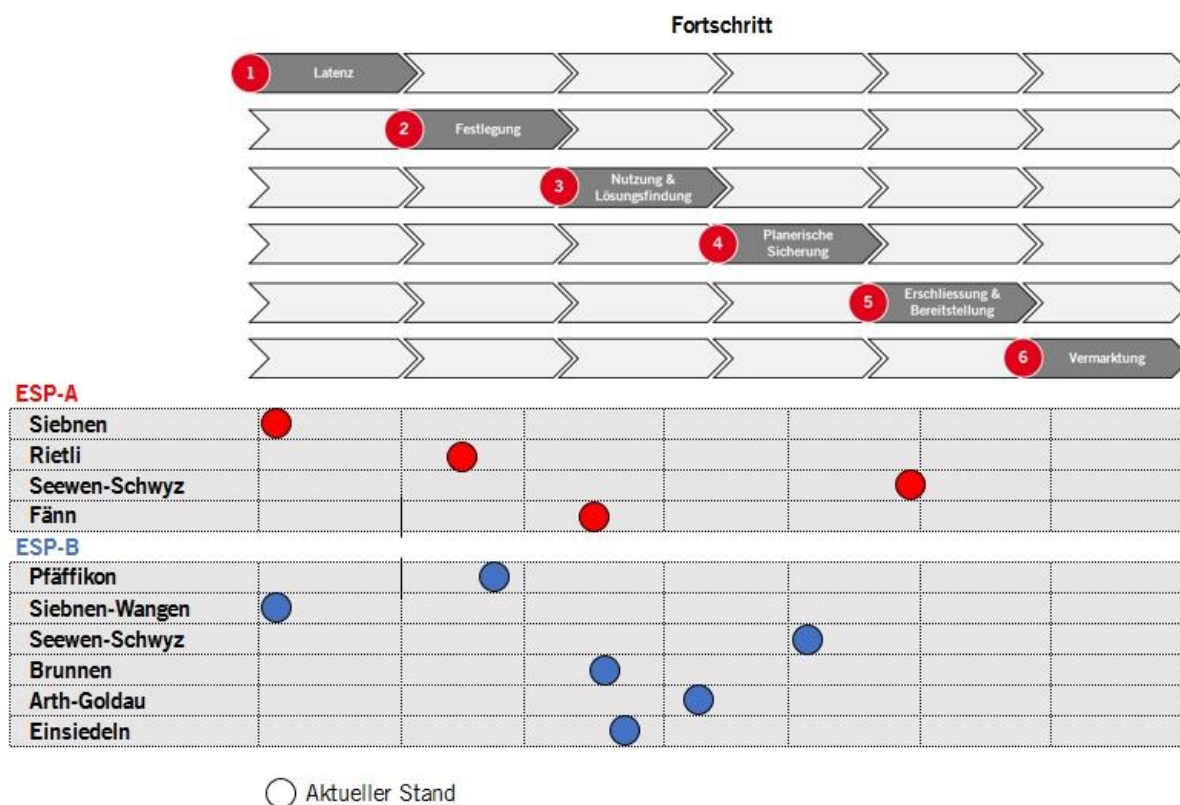 Fortschritt
1 Latenz
2 Festlegung
3 Nutzung &
Lösungsfindung
4 Planerische
Sicherung
5 Erschliessung &
Bereitstellung
6 Vermarktung
ESP-A
Siebnen
Rietli
Seewen-Schwyz
Fänn
ESP-B
Pfäffikon
Siebnen-Wangen
Seewen-Schwyz
Brunnen
Arth-Goldau
Einsiedeln
Aktueller Stand